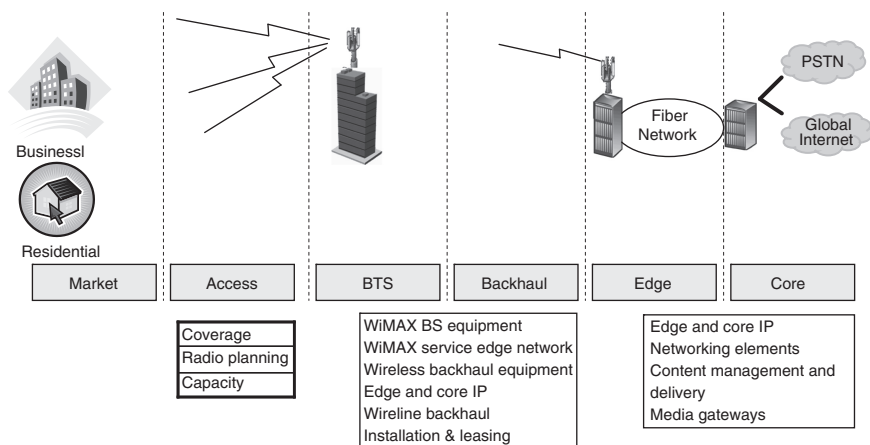 PSTN
Fiber
Network
Global
Internet
Businessl
Residential
Market
Access
BTS
Backhaul
Edge
Core
Coverage
Radio planning
Capacity
WiMAX BS equipment
WiMAX service edge network
Wireless backhaul equipment
Edge and core IP
Wireline backhaul
Installation & leasing
Edge and core IP
Networking elements
Content management and
delivery
Media gateways